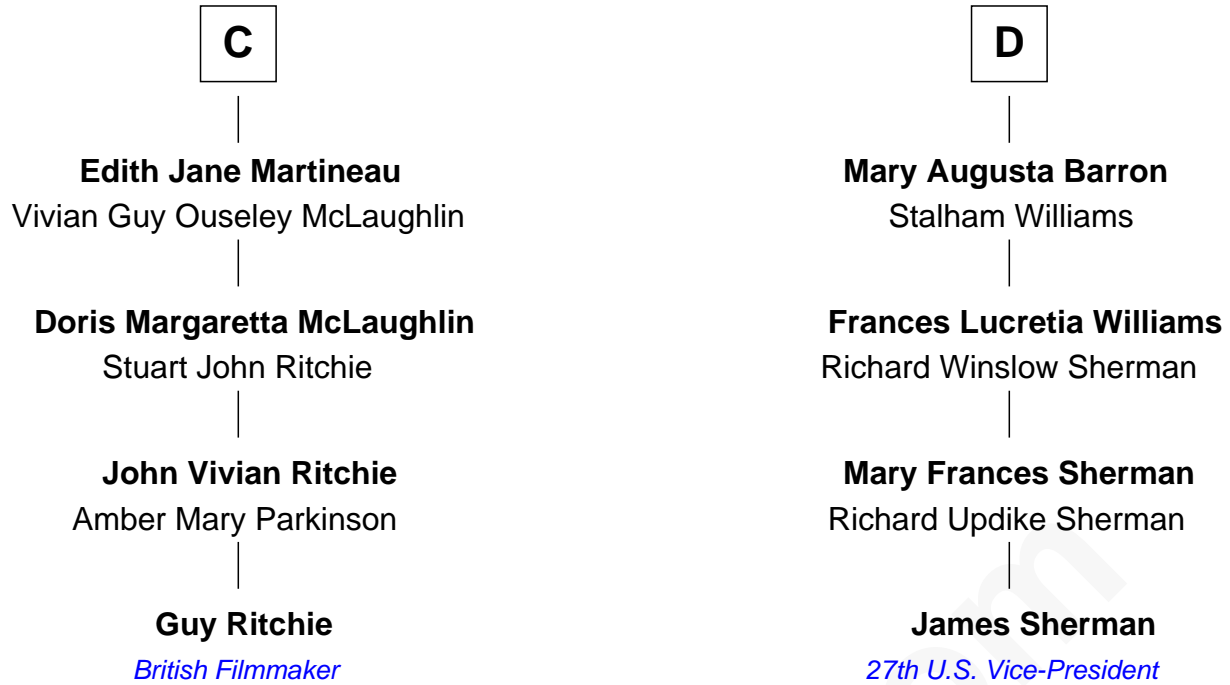 C
Edith Jane Martineau
Vivian Guy Ouseley McLaughlin
Doris Margaretta McLaughlin
Stuart John Ritchie
John Vivian Ritchie
Amber Mary Parkinson
Guy Ritchie
British Filmmaker
D
Mary Augusta Barron
Stalham Williams
Frances Lucretia Williams
Richard Winslow Sherman
Mary Frances Sherman
Richard Updike Sherman
James Sherman
27th U.S. Vice-President